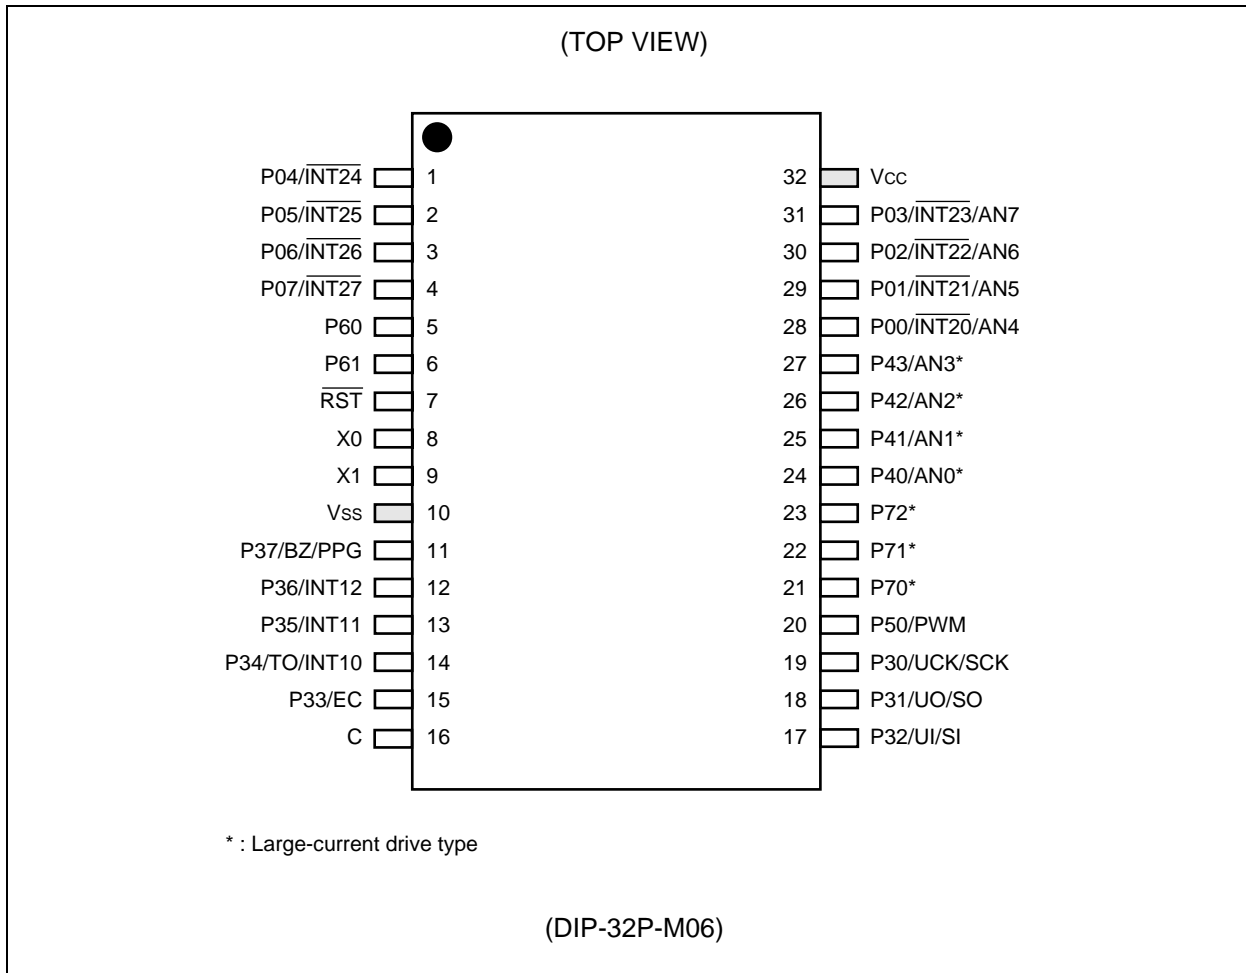 (TOP VIEW)
P04/INT24 1 32 Vcc
P05/INT25 2 31 P03/INT23/AN7
P06/INT26 3 30 P02/INT22/AN6
P07/INT27 4 29 P01/INT21/AN5
P60 5 28 P00/INT20/AN4
P61 6 27 P43/AN3*
RST 7 26 P42/AN2*
X0 8 25 P41/AN1*
X1 9 24 P40/AN0*
Vss 10 23 P72*
P37/BZ/PPG 11 22 P71*
P36/INT12 12 21 P70*
P35/INT11 13 20 P50/PWM
P34/TO/INT10 14 19 P30/UCK/SCK
P33/EC 15 18 P31/UO/SO
C 16 17 P32/UI/SI
* : Large-current drive type
(DIP-32P-M06)